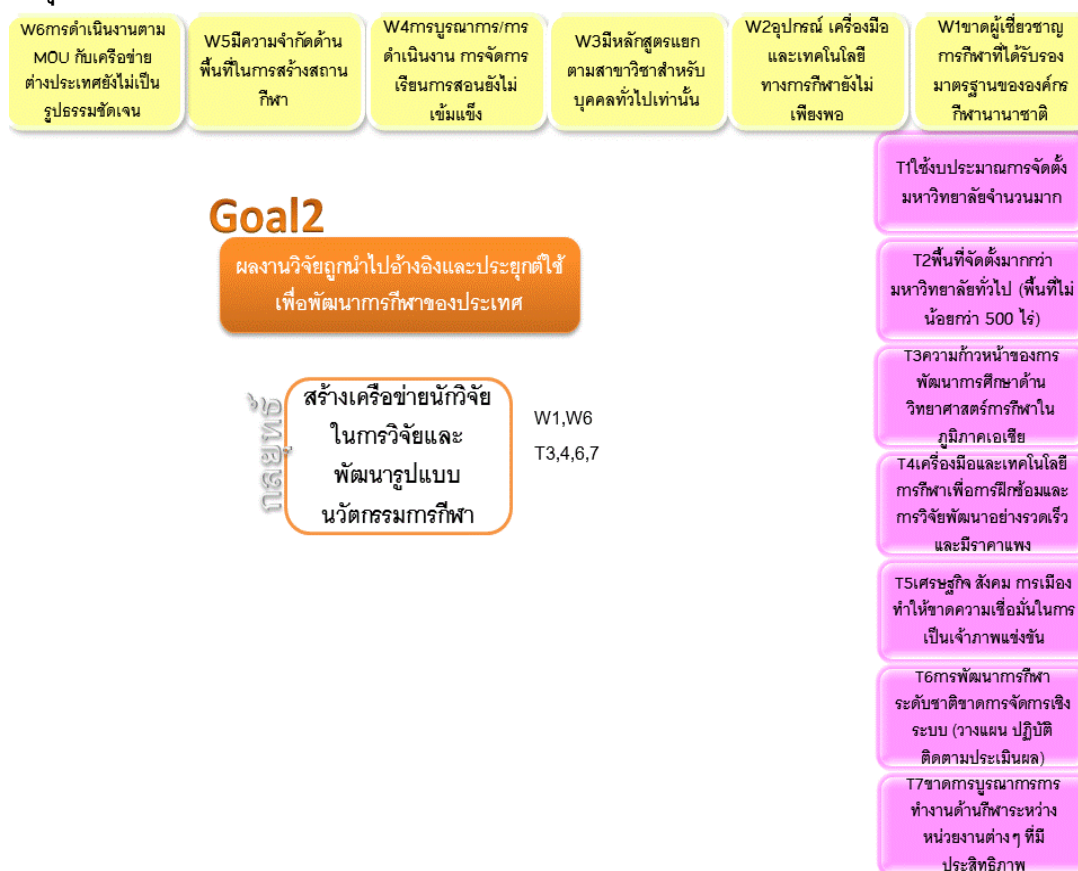 W6การดำเนินงานตาม
MOU กับเครือข่าย
ต่างประเทศยังไม่เป็น
รูปธรรมชัดเจน
W5มีความจำกัดด้าน
พื้นที่ในการสร้างสถาน
กีฬา
W4การบูรณาการ/การ
ดำเนินงาน การจัดการ
เรียนการสอนยังไม่
เข้มแข็ง
W3มีหลักสูตรแยก
ตามสาขาวิชาสำหรับ
บุคคลทั่วไปเท่านั้น
W2อุปกรณ์ เครื่องมือ
และเทคโนโลยี
ทางการกีฬายังไม่
เพียงพอ
W1ขาดผู้เชี่ยวชาญ
การกีฬาที่ได้รับรอง
มาตรฐานขององค์กร
กีฬานานาชาติ
T1ใช้งบประมาณการจัดตั้ง
มหาวิทยาลัยจำนวนมาก
Goal2
ผลงานวิจัยถูกนำไปอ้างอิงและประยุกต์ใช้
เพื่อพัฒนาการกีฬาของประเทศ
T2พื้นที่จัดตั้งมากกว่า
มหาวิทยาลัยทั่วไป (พื้นที่ไม่
น้อยกว่า 500 ไร่)
T3ความก้าวหน้าของการ
พัฒนาการศึกษาด้าน
วิทยาศาสตร์การกีฬาใน
ภูมิภาคเอเชีย
กลยุทธ์
สร้างเครือข่ายนักวิจัย
ในการวิจัยและ
พัฒนารูปแบบ
นวัตกรรมการกีฬา
W1,W6
T3,4,6,7
T4เครื่องมือและเทคโนโลยี
การกีฬาเพื่อการฝึกซ้อมและ
การวิจัยพัฒนาอย่างรวดเร็ว
และมีราคาแพง
T5เศรษฐกิจ สังคม การเมือง
ทำให้ขาดความเชื่อมั่นในการ
เป็นเจ้าภาพแข่งขัน
T6การพัฒนาการกีฬา
ระดับชาติขาดการจัดการเชิง
ระบบ (วางแผน ปฏิบัติ
ติดตามประเมินผล)
T7ขาดการบูรณาการการ
ทำงานด้านกีฬาระหว่าง
หน่วยงานต่างๆ ที่มี
ประสิทธิภาพ